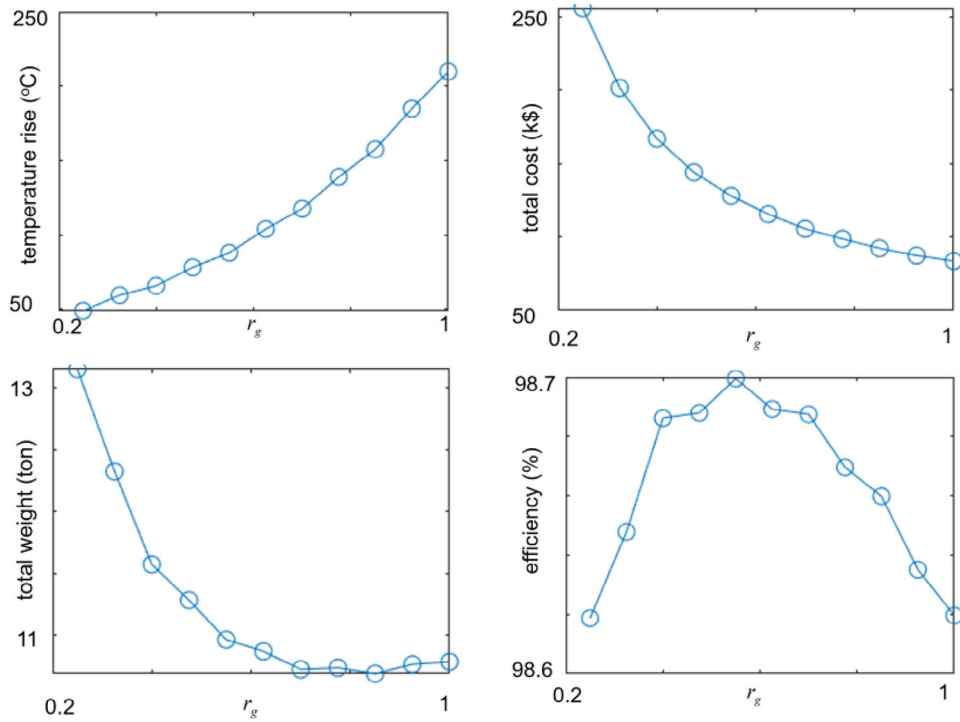 250
temperature rise (ºC)
50
0.2
r_g
1
250
total cost (k$)
50
0.2
r_g
1
13
total weight (ton)
11
0.2
r_g
1
98.7
efficiency (%)
98.6
0.2
r_g
1